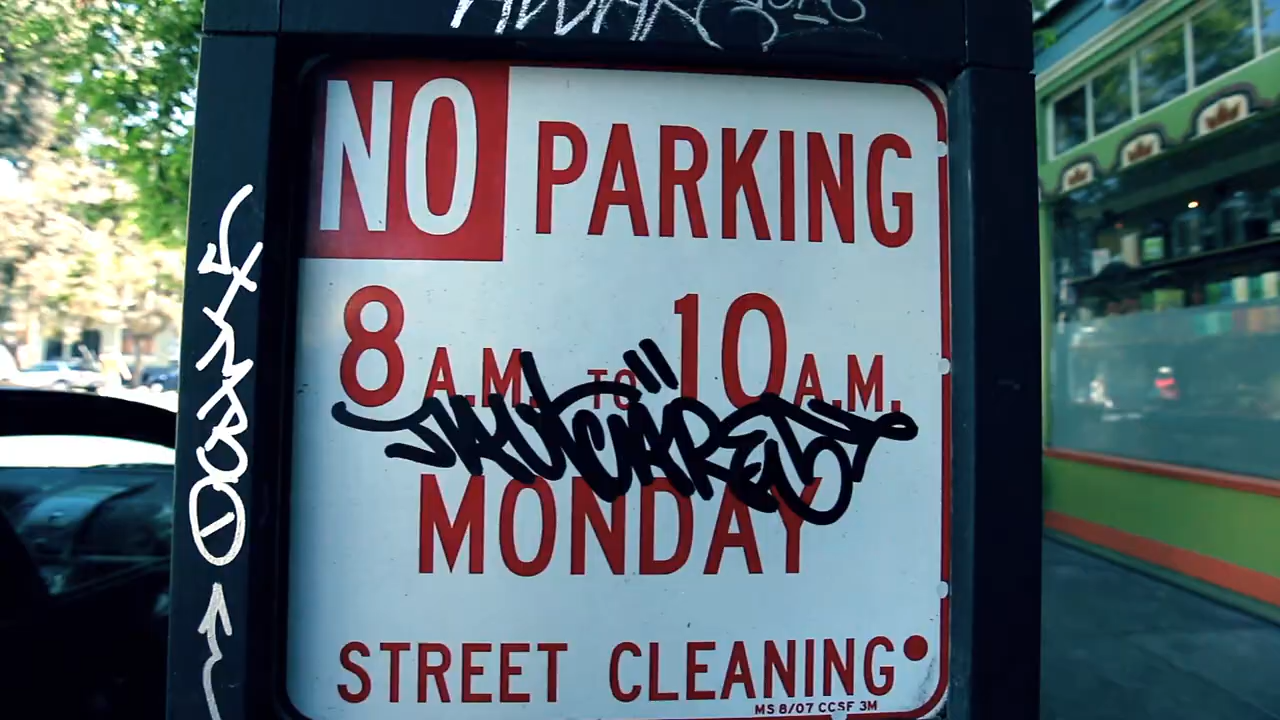 NO PARKING
8 A.M. TO 10 A.M.
MONDAY
STREET CLEANING
MS 8/07 CCSF 3M